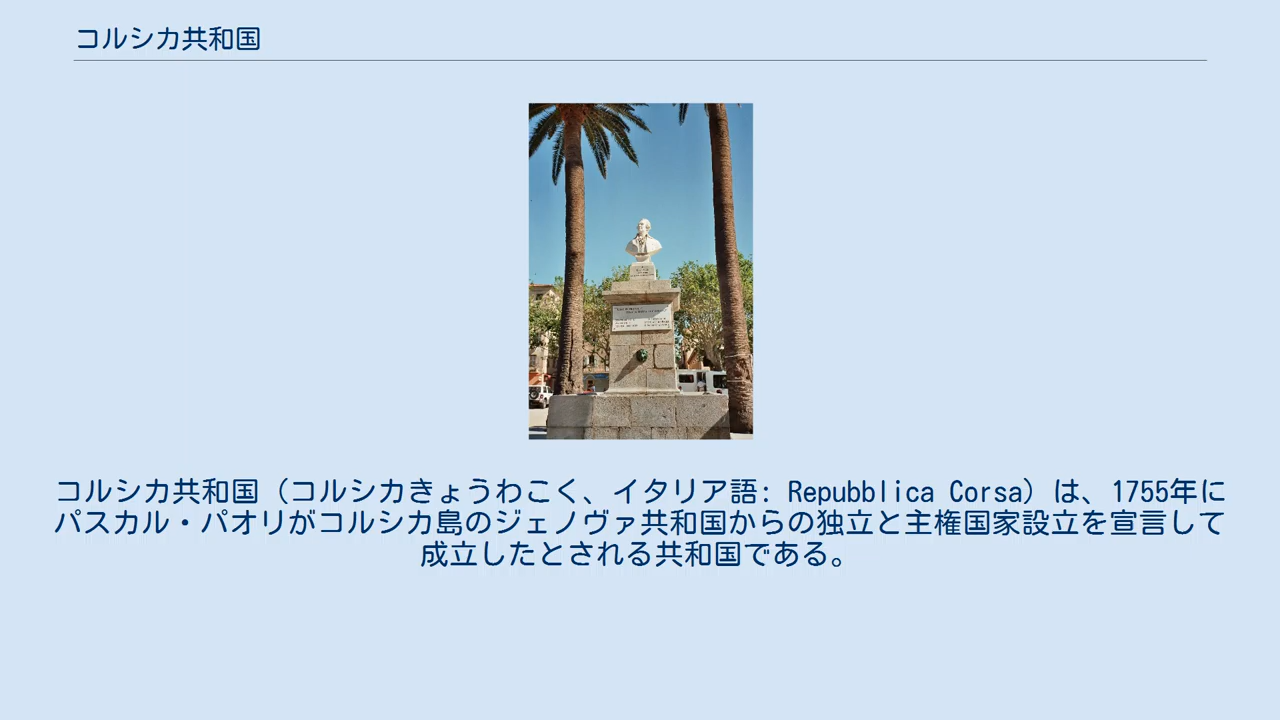 コルシカ共和国
コルシカ共和国（コルシカきょうわこく、イタリア語: Repubblica Corsa）は、1755年に
パスカル・パオリがコルシカ島のジェノヴァ共和国からの独立と主権国家設立を宣言して
成立したとされる共和国である。